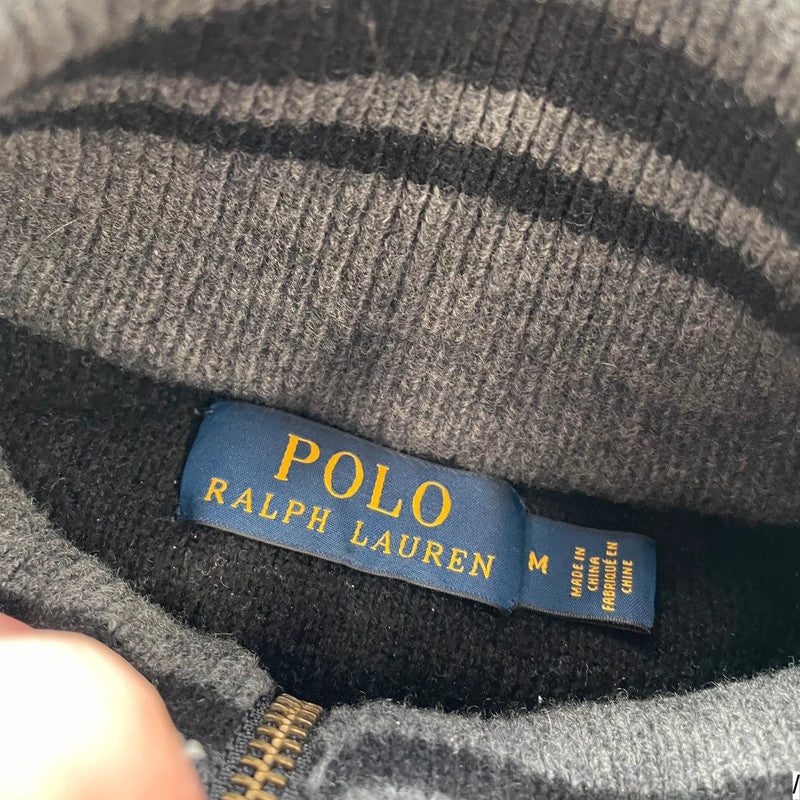 POLO
RALPH LAUREN
M
MADE IN
CHINA
FABRIQUÉ EN
CHINE